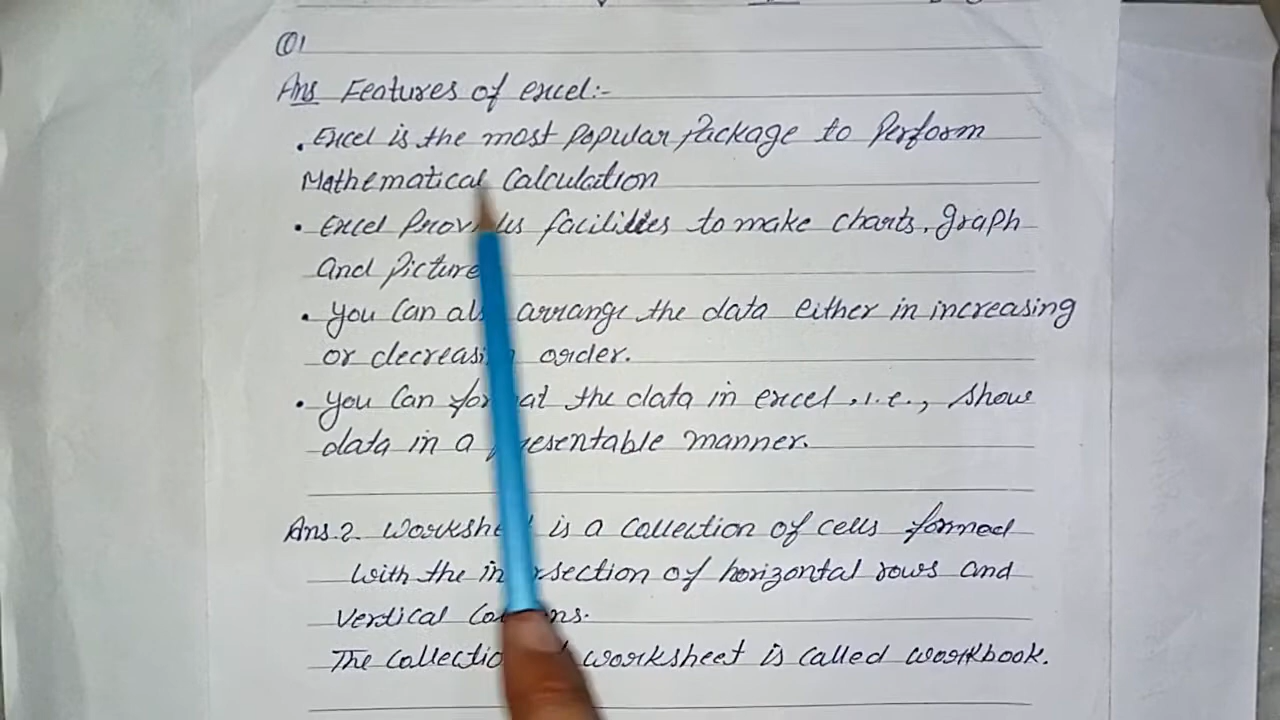 Q1
Ans Features of excel:-
• Excel is the most Popular Package to Perform
Mathematical Calculation
• Excel Provides facilities to make charts, graph
and Picture
• you can also arrange the data either in increasing
or decreasing order.
• you can format the data in excel .i.e., show
data in a presentable manner.
Ans.2. Worksheet is a collection of cells formed
with the intersection of horizontal rows and
vertical columns.
The collection of worksheet is called workbook.